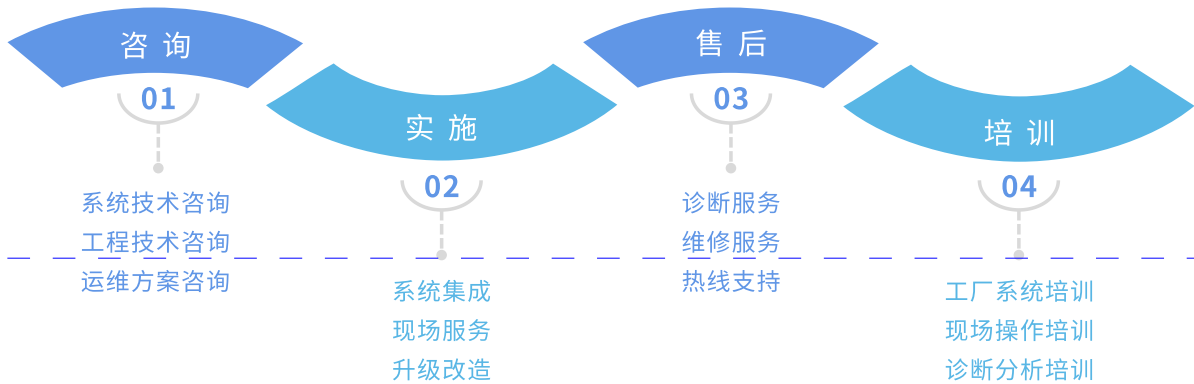 咨询
01
系统技术咨询
工程技术咨询
运维方案咨询
实施
02
系统集成
现场服务
升级改造
售后
03
诊断服务
维修服务
热线支持
培训
04
工厂系统培训
现场操作培训
诊断分析培训